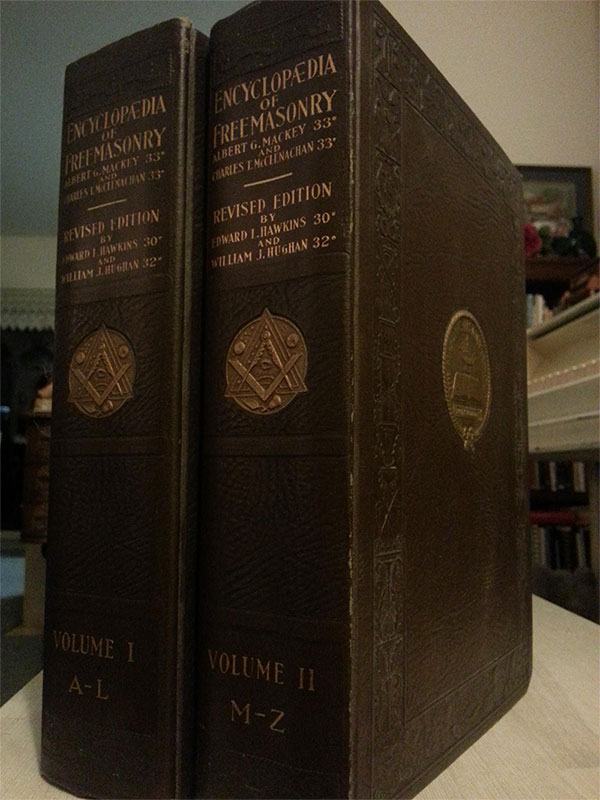 ENCYCLOPÆDIA
OF
FREEMASONRY
ALBERT G. MACKEY 33°
AND
CHARLES T. McCLENACHAN 33°
REVISED EDITION
BY
EDWARD L. HAWKINS 30°
AND
WILLIAM J. HUGHAN 32°
VOLUME I
A-L
ENCYCLOPÆDIA
OF
FREEMASONRY
ALBERT G. MACKEY 33°
AND
CHARLES T. McCLENACHAN 33°
REVISED EDITION
BY
EDWARD L. HAWKINS 30°
AND
WILLIAM J. HUGHAN 32°
VOLUME II
M-Z